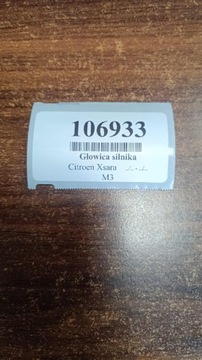 106933
Głowica silnika
Citroen Xsara
M3